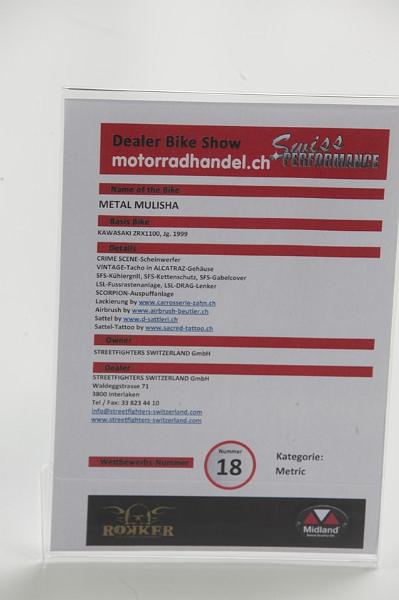 Dealer Bike Show
Swiss
motorradhandel.ch
PERFORMANCE
Name of the Bike
METAL MULISHA
Basis Bike
KAWASAKI ZRX1100, Jg. 1999
Details
CRIME SCENE-Scheinwerfer
VINTAGE-Tacho in ALCATRAZ-Gehäuse
SFS-Kühlergrill, SFS-Kettenschutz, SFS-Gabelcover
LSL-Fussrastenanlage, LSL-DRAG-Lenker
SCORPION-Auspuffanlage
Lackierung by www.carrosserie-zahn.ch
Airbrush by www.airbrush-beutler.ch
Sattel by www.d-sattleri.ch
Sattel-Tattoo by www.sacred-tattoo.ch
Owner
STREETFIGHTERS SWITZERLAND GmbH
Dealer
STREETFIGHTERS SWITZERLAND GmbH
Waldeggstrasse 71
3800 Interlaken
Tel / Fax: 33 823 44 10
info@streetfighters-switzerland.com
www.streetfighters-switzerland.com
Wettbewerbs-Nummer
Nummer
18
Kategorie:
Metric
ROKKER
Midland